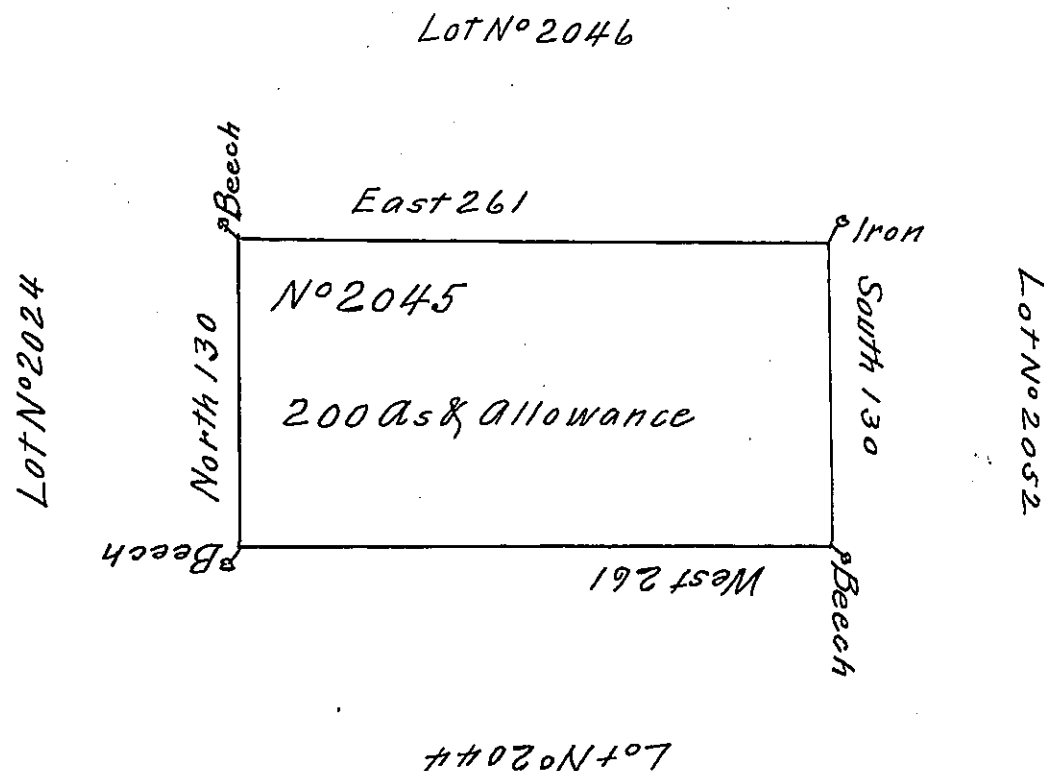 Lot Nº 2046
Beech
East 261
Iron
Nº 2045
Lot Nº 2024
North 130
South 130
Lot Nº 2052
200 As & Allowance
Beech
West 261
Beech
Lot Nº 2044